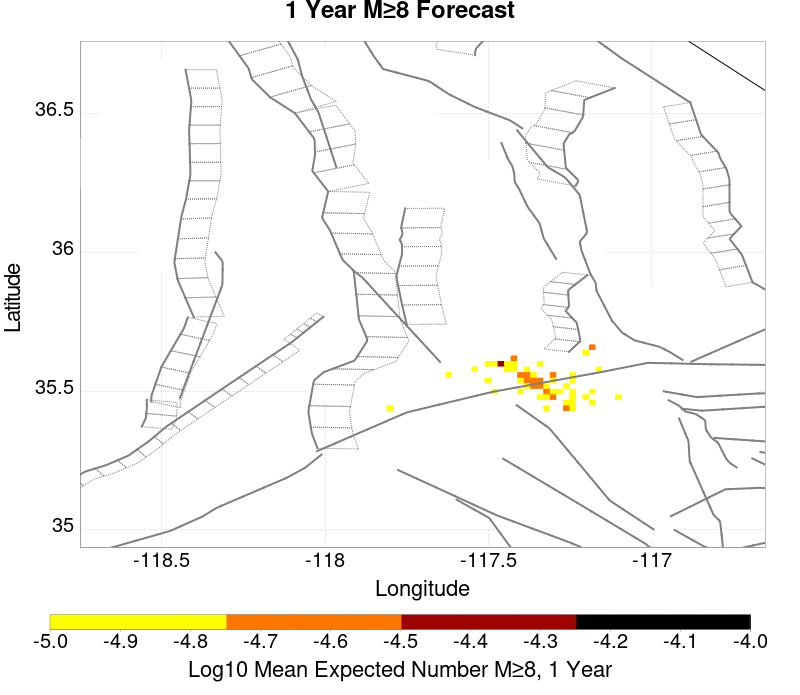 1 Year M≥8 Forecast
36.5
36
35.5
35
Latitude
-118.5 -118 -117.5 -117
Longitude
-5.0 -4.9 -4.8 -4.7 -4.6 -4.5 -4.4 -4.3 -4.2 -4.1 -4.0
Log10 Mean Expected Number M≥8, 1 Year